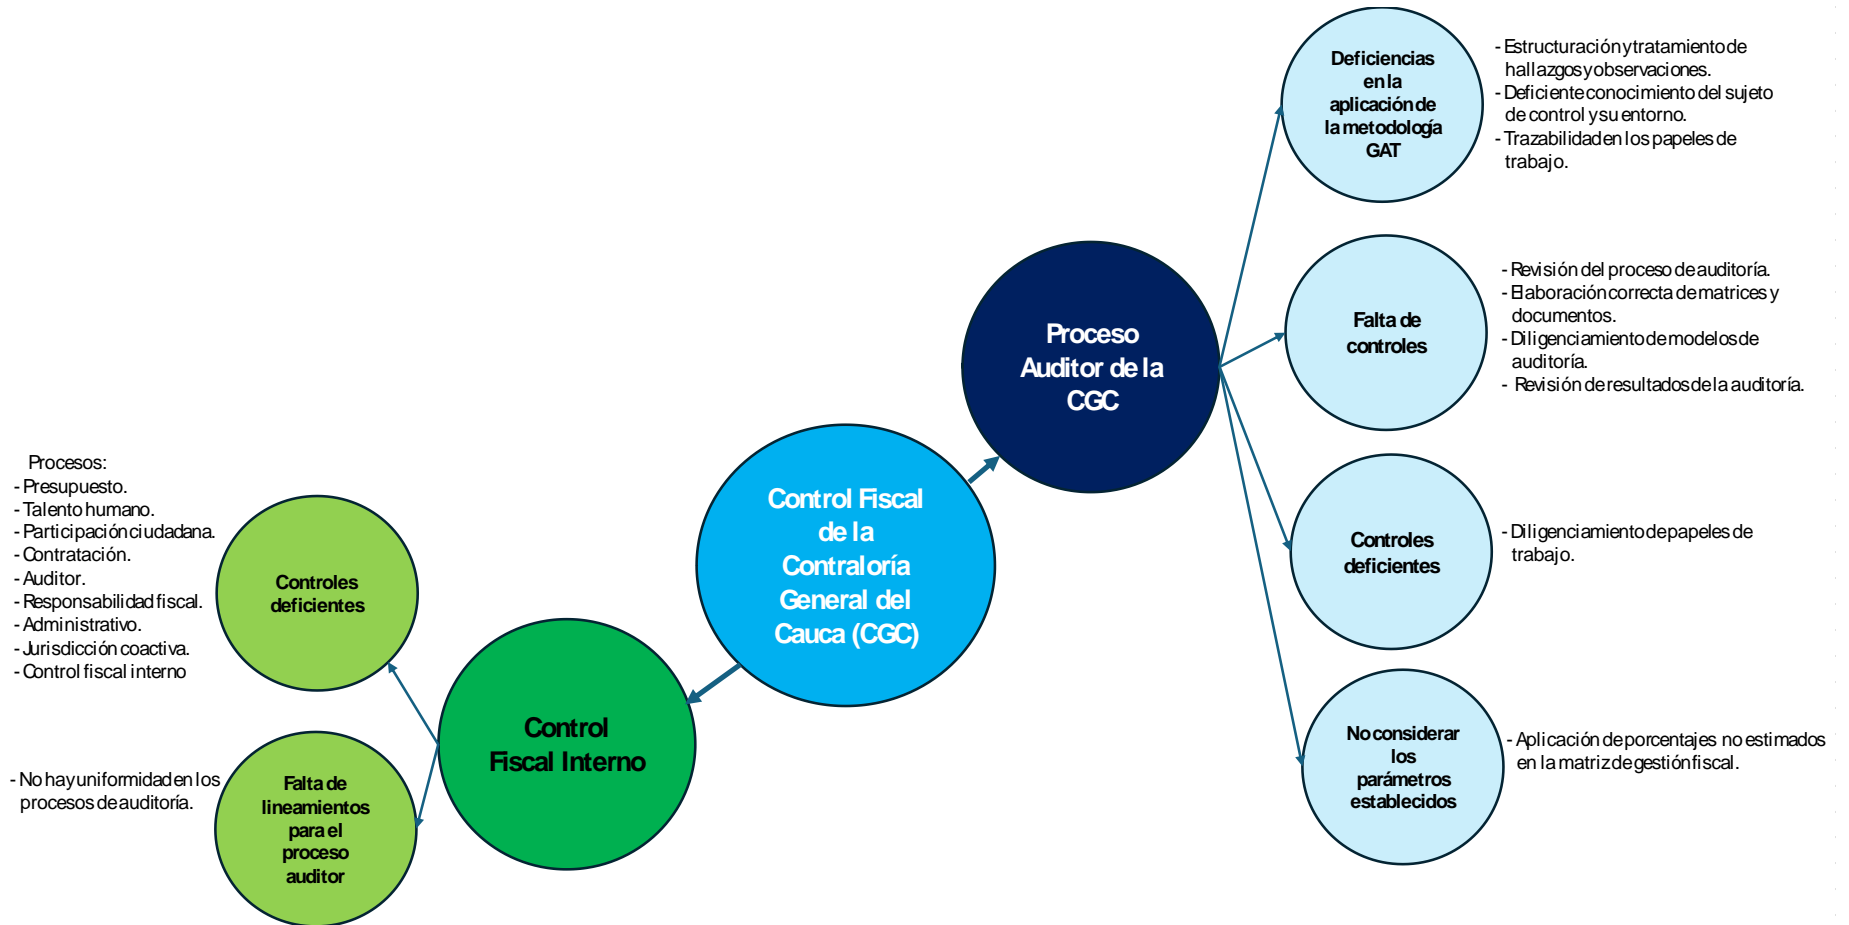 Deficiencias
en la
aplicación de
la metodología
GAT
- Estructuración y tratamiento de
hallazgos y observaciones.
- Deficiente conocimiento del sujeto
de control y su entorno.
- Trazabilidad en los papeles de
trabajo.
Falta de
controles
- Revisión del proceso de auditoría.
- Elaboración correcta de matrices y
documentos.
- Diligenciamiento de modelos de
auditoría.
- Revisión de resultados de la auditoría.
Proceso
Auditor de la
CGC
Control Fiscal
de la
Contraloría
General del
Cauca (CGC)
Controles
deficientes
- Diligenciamiento de papeles de
trabajo.
No considerar
los
parámetros
establecidos
- Aplicación de porcentajes no estimados
en la matriz de gestión fiscal.
Procesos:
- Presupuesto.
- Talento humano.
- Participación ciudadana.
- Contratación.
- Auditor.
- Responsabilidad fiscal.
- Administrativo.
- Jurisdicción coactiva.
- Control fiscal interno
Controles
deficientes
Control
Fiscal Interno
- No hay uniformidad en los
procesos de auditoría.
Falta de
lineamientos
para el
proceso
auditor